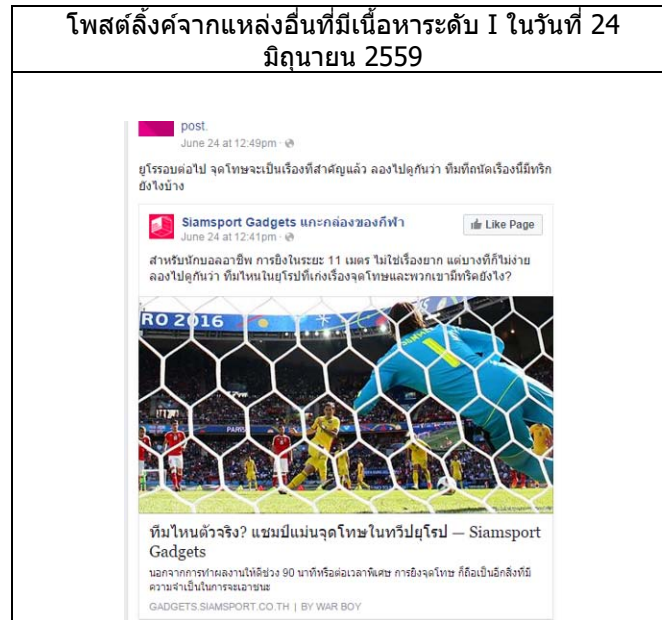 โพสต์ลิ้งค์จากแหล่งอื่นที่มีเนื้อหาระดับ I ในวันที่ 24
มิถุนายน 2559
post.
June 24 at 12:49pm
ยูโรรอบต่อไป จุดโทษจะเป็นเรื่องที่สำคัญแล้ว ลองไปดูกันว่า ทีมที่ถนัดเรื่องนี้มีทริก
ยังไงบ้าง
Siamsport Gadgets แกะกล่องของกีฬา
Like Page
June 24 at 12:41pm
สำหรับนักบอลอาชีพ การยิงในระยะ 11 เมตร ไม่ใช่เรื่องยาก แต่บางทีก็ไม่ง่าย
ลองไปดูกันว่า ทีมไหนในยุโรปที่เก่งเรื่องจุดโทษและพวกเขามีทริคยังไง?
RO 2016
PARIS
1
ทีมไหนตัวจริง? แชมป์แม่นจุดโทษในทวีปยุโรป — Siamsport
Gadgets
นอกจากการทำผลงานให้ดีช่วง 90 นาทีหรือต่อเวลาพิเศษ การยิงจุดโทษ ก็ถือเป็นอีกสิ่งที่มี
ความจำเป็นในการจะเอาชนะ
GADGETS.SIAMSPORT.CO.TH | BY WAR BOY